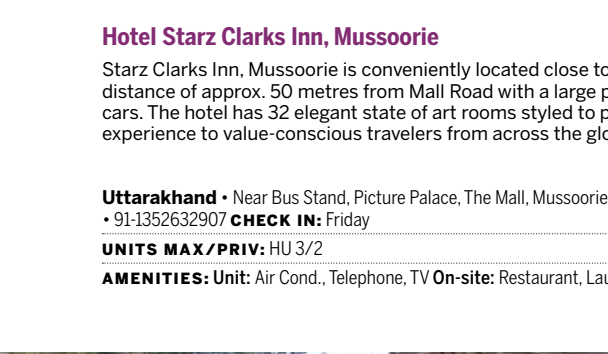 Hotel Starz Clarks Inn, Mussoorie
Starz Clarks Inn, Mussoorie is conveniently located close to
distance of approx. 50 metres from Mall Road with a large
cars. The hotel has 32 elegant state of art rooms styled to
experience to value-conscious travelers from across the
Uttarakhand • Near Bus Stand, Picture Palace, The Mall, Mussoorie
• 91-1352632907 CHECK IN: Friday
UNITS MAX/PRIV: HU 3/2
AMENITIES: Unit: Air Cond., Telephone, TV On-site: Restaurant,